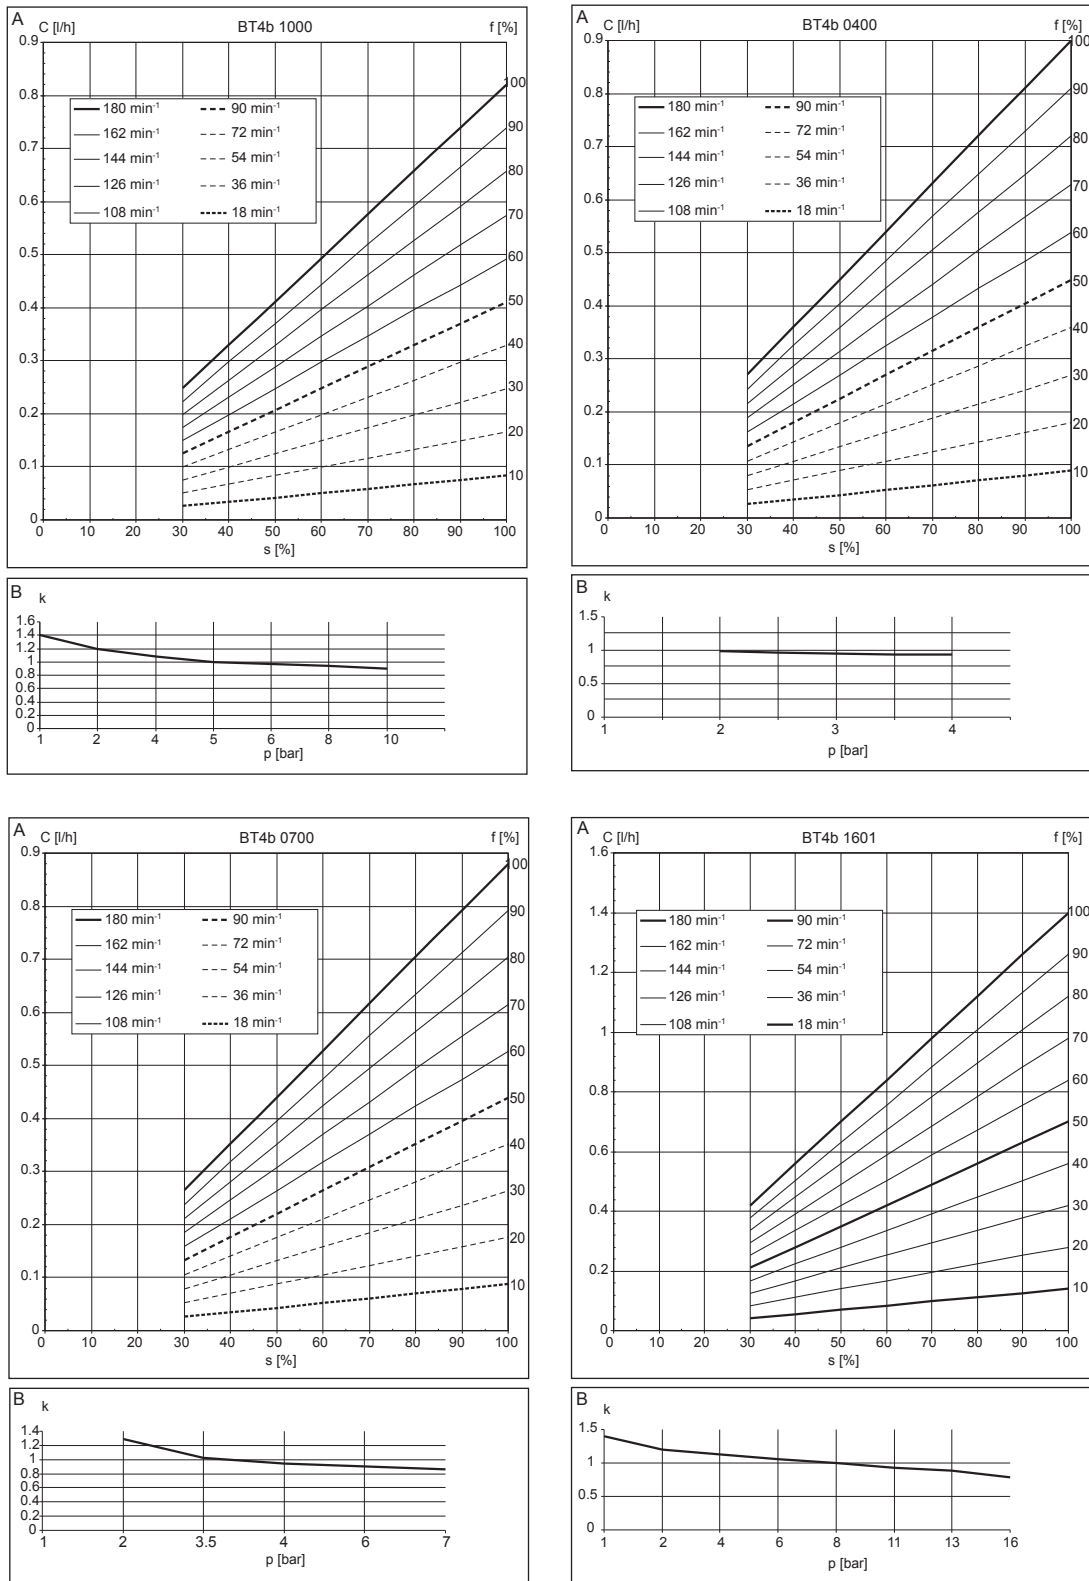 A
C [l/h] BT4b 1000 f [%]
0.9
0.8
0.7
0.6
0.5
0.4
0.3
0.2
0.1
0
180 min⁻¹ 90 min⁻¹
162 min⁻¹ 72 min⁻¹
144 min⁻¹ 54 min⁻¹
126 min⁻¹ 36 min⁻¹
108 min⁻¹ 18 min⁻¹
100
90
80
70
60
50
40
30
20
10
0 10 20 30 40 50 60 70 80 90 100
s [%]
B
k
1.6
1.4
1.2
1
0.8
0.6
0.4
0.2
0
1 2 4 5 6 8 10
p [bar]
A
C [l/h] BT4b 0400 f [%]
0.9
0.8
0.7
0.6
0.5
0.4
0.3
0.2
0.1
0
180 min⁻¹ 90 min⁻¹
162 min⁻¹ 72 min⁻¹
144 min⁻¹ 54 min⁻¹
126 min⁻¹ 36 min⁻¹
108 min⁻¹ 18 min⁻¹
100
90
80
70
60
50
40
30
20
10
0 10 20 30 40 50 60 70 80 90 100
s [%]
B
k
1.5
1
0.5
0
1 2 3 4
p [bar]
A
C [l/h] BT4b 0700 f [%]
0.9
0.8
0.7
0.6
0.5
0.4
0.3
0.2
0.1
0
180 min⁻¹ 90 min⁻¹
162 min⁻¹ 72 min⁻¹
144 min⁻¹ 54 min⁻¹
126 min⁻¹ 36 min⁻¹
108 min⁻¹ 18 min⁻¹
100
90
80
70
60
50
40
30
20
10
0 10 20 30 40 50 60 70 80 90 100
s [%]
B
k
1.4
1.2
1
0.8
0.6
0.4
0.2
0
1 2 3.5 4 6 7
p [bar]
A
C [l/h] BT4b 1601 f [%]
1.6
1.4
1.2
1
0.8
0.6
0.4
0.2
0
180 min⁻¹ 90 min⁻¹
162 min⁻¹ 72 min⁻¹
144 min⁻¹ 54 min⁻¹
126 min⁻¹ 36 min⁻¹
108 min⁻¹ 18 min⁻¹
100
90
80
70
60
50
40
30
20
10
0 10 20 30 40 50 60 70 80 90 100
s [%]
B
k
1.5
1
0.5
0
1 2 4 6 8 11 13 16
p [bar]